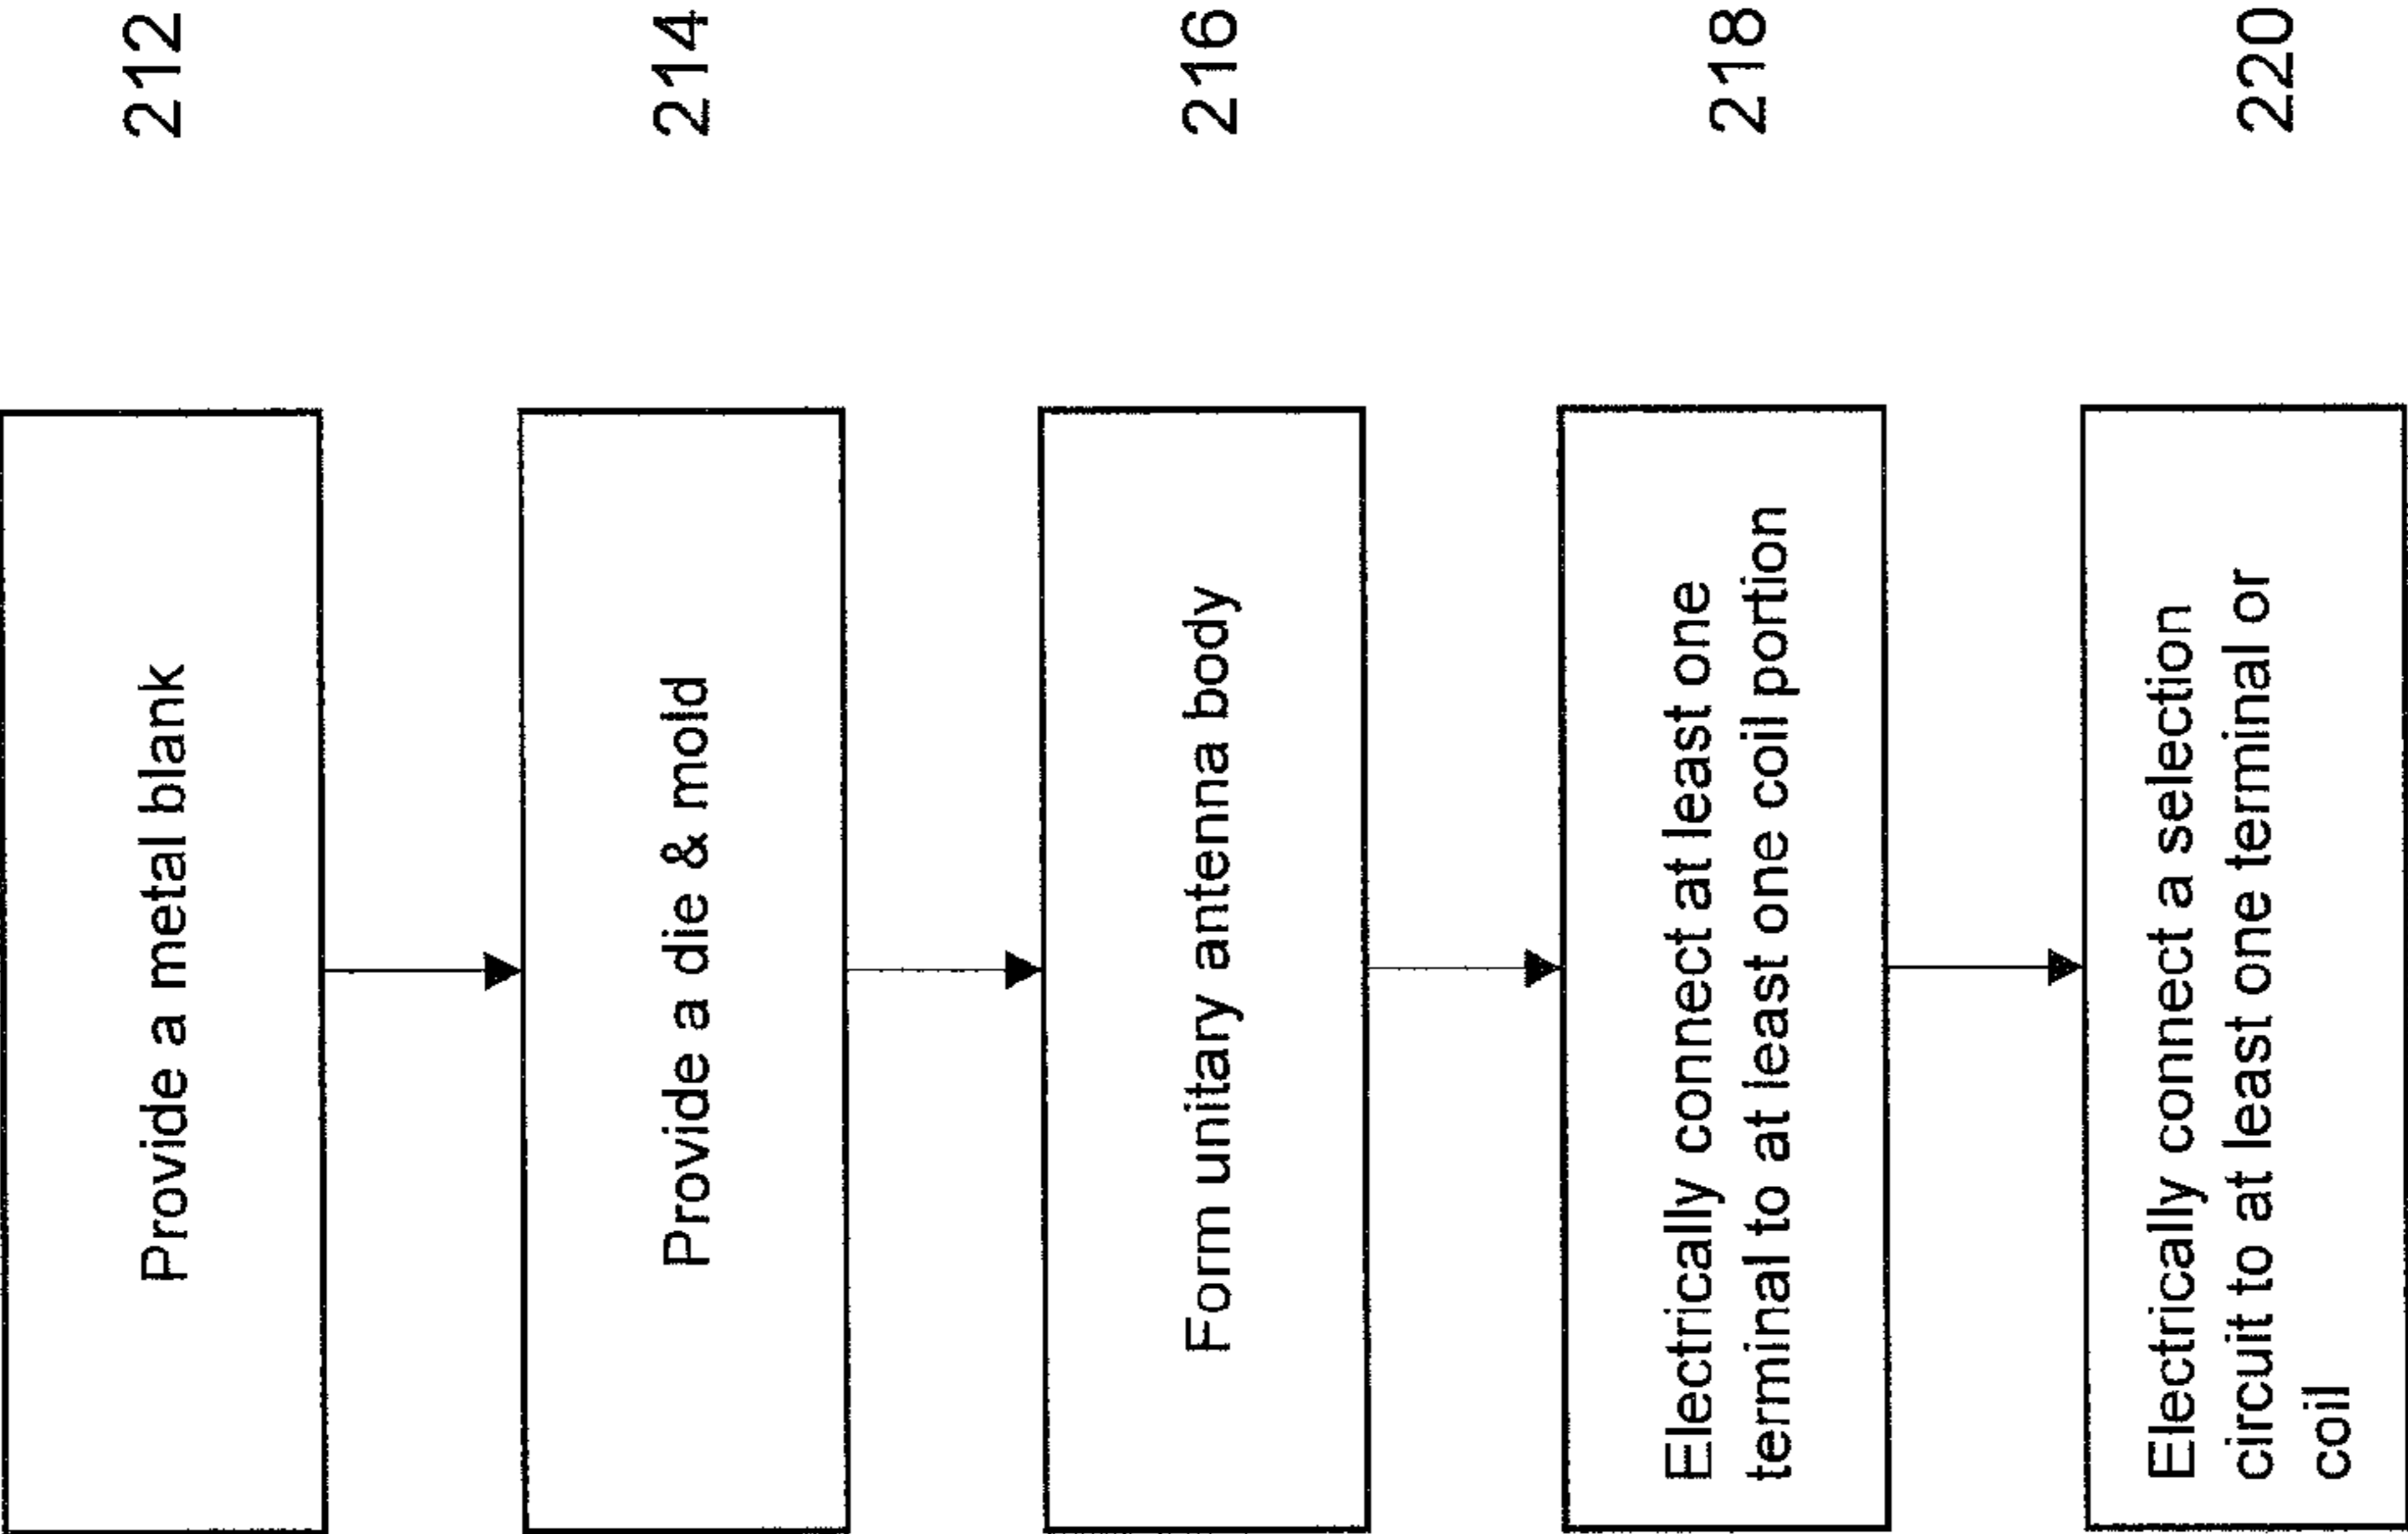 Provide a metal blank
212
Provide a die & mold
214
Form unitary antenna body
216
Electrically connect at least one
terminal to at least one coil portion
218
Electrically connect a selection
circuit to at least one terminal or
coil
220